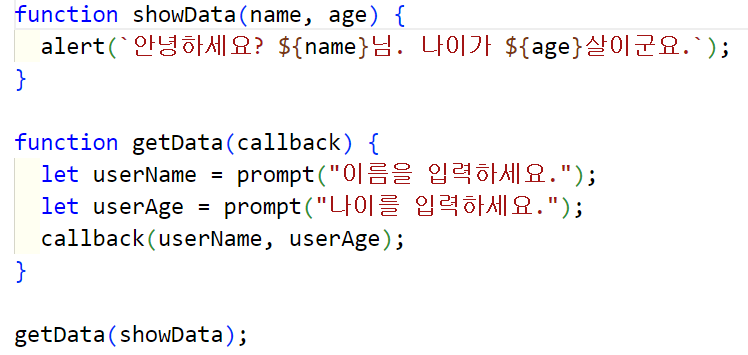 function showData(name, age) {
  alert(`안녕하세요? ${name}님. 나이가 ${age}살이군요.`);
}

function getData(callback) {
  let userName = prompt("이름을 입력하세요.");
  let userAge = prompt("나이를 입력하세요.");
  callback(userName, userAge);
}

getData(showData);